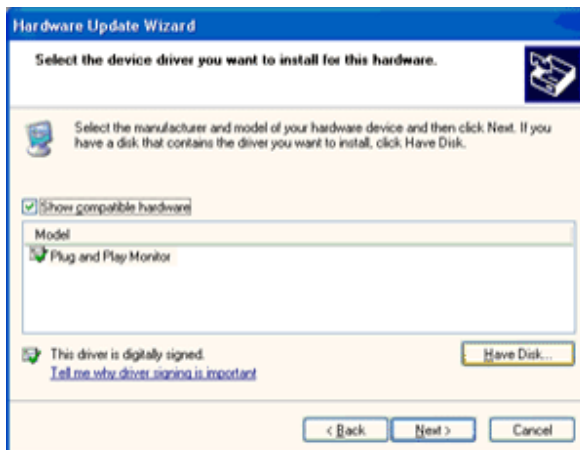 Hardware Update Wizard
Select the device driver you want to install for this hardware.
Select the manufacturer and model of your hardware device and then click Next. If you
have a disk that contains the driver you want to install, click Have Disk.
Show compatible hardware
Model
Plug and Play Monitor
This driver is digitally signed.
Have Disk...
Tell me why driver signing is important
< Back
Next >
Cancel